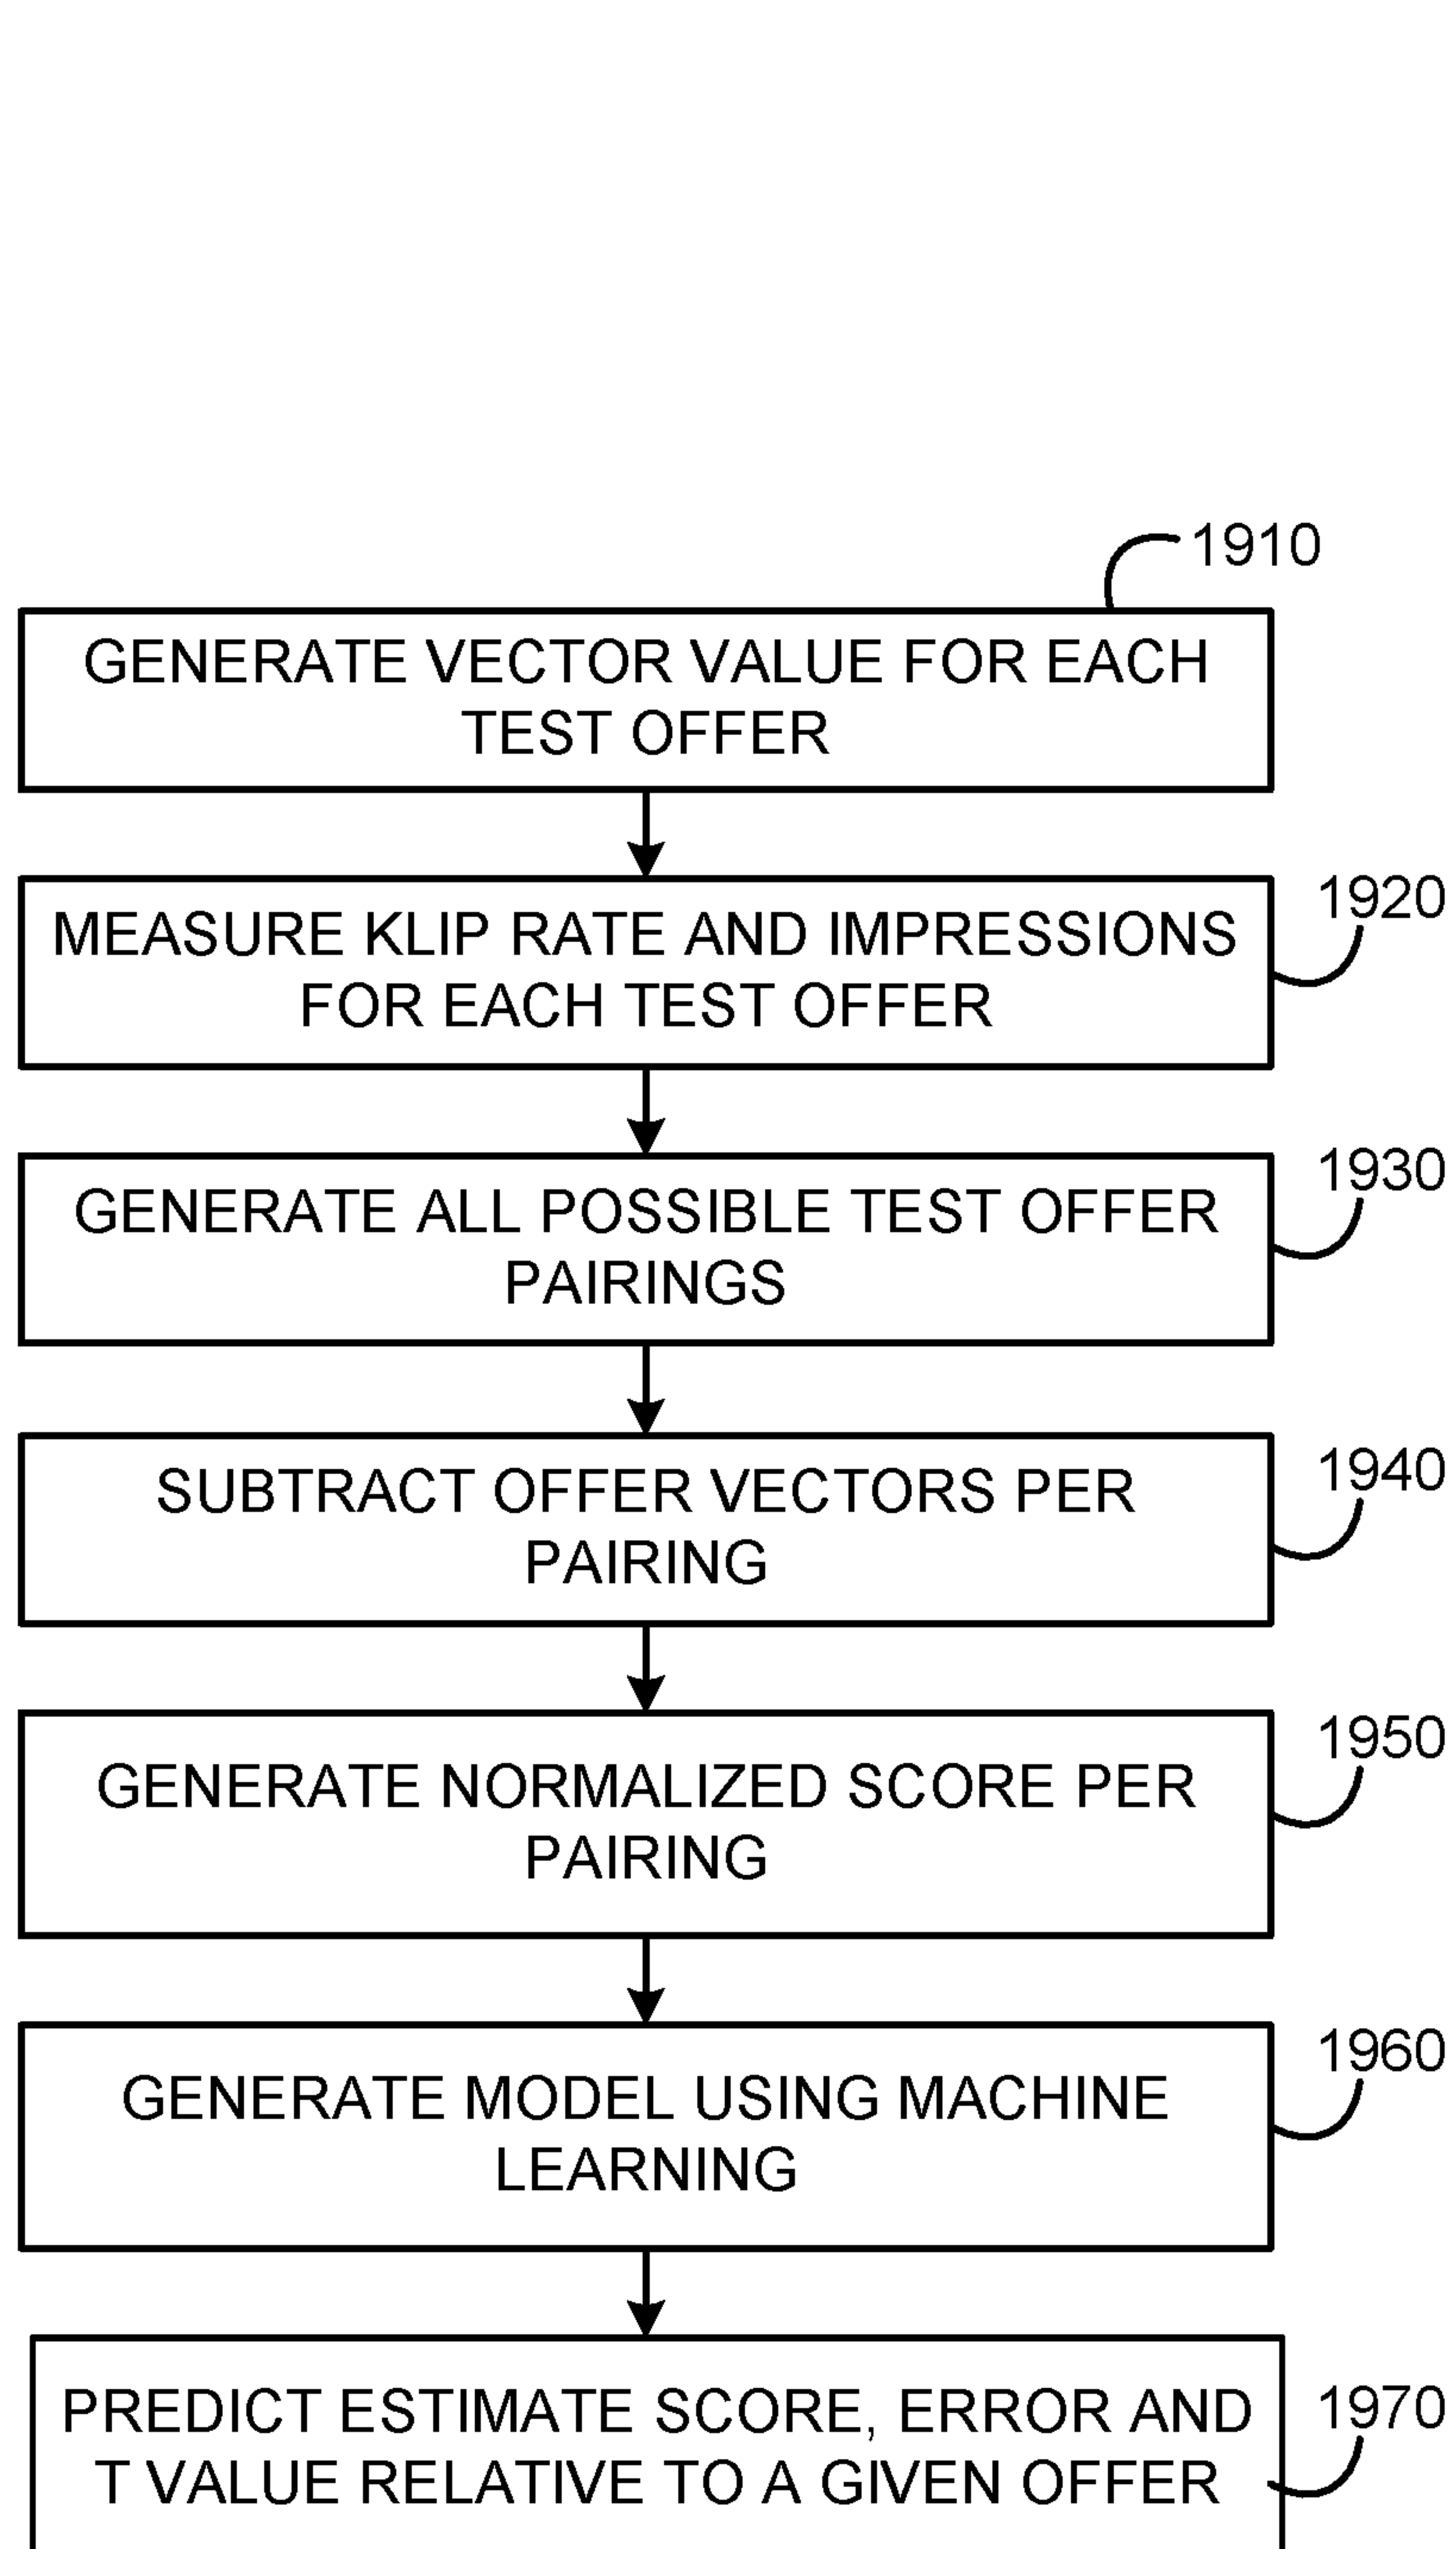 1910
GENERATE VECTOR VALUE FOR EACH
TEST OFFER
1920
MEASURE KLIP RATE AND IMPRESSIONS
FOR EACH TEST OFFER
1930
GENERATE ALL POSSIBLE TEST OFFER
PAIRINGS
1940
SUBTRACT OFFER VECTORS PER
PAIRING
1950
GENERATE NORMALIZED SCORE PER
PAIRING
1960
GENERATE MODEL USING MACHINE
LEARNING
1970
PREDICT ESTIMATE SCORE, ERROR AND
T VALUE RELATIVE TO A GIVEN OFFER